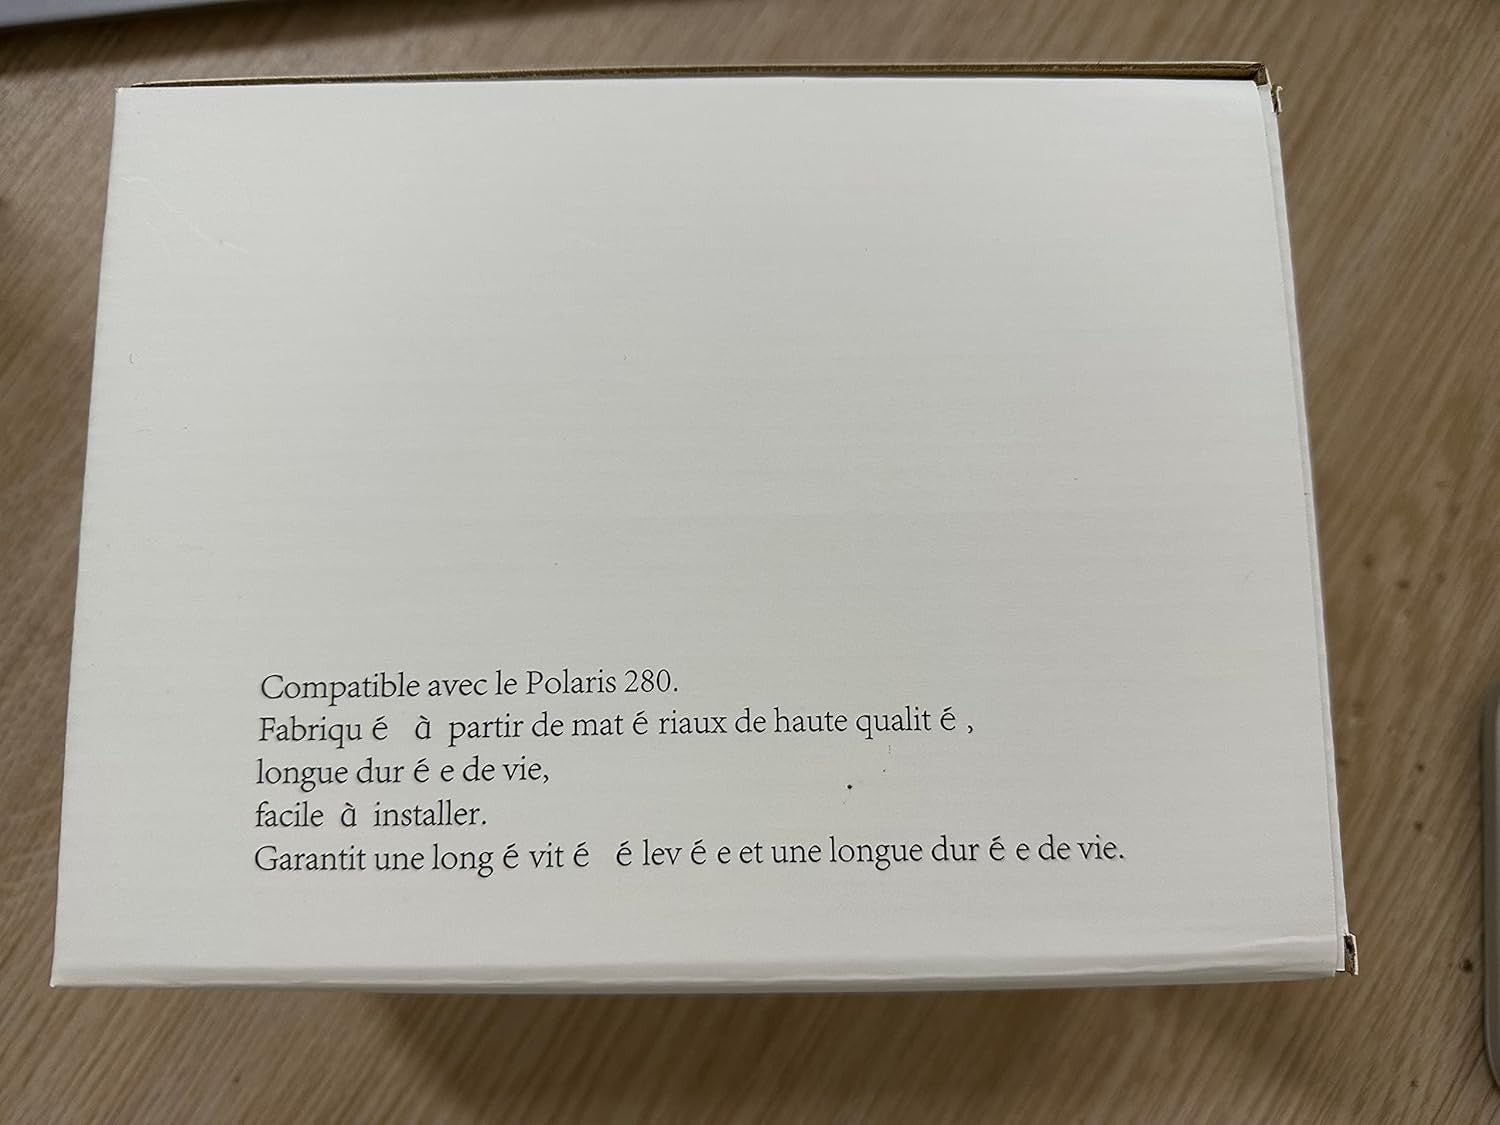 Compatible avec le Polaris 280.
Fabriqu é à partir de mat é riaux de haute qualit é ,
longue dur é e de vie,
facile à installer.
Garantit une long é vit é é lev é e et une longue dur é e de vie.